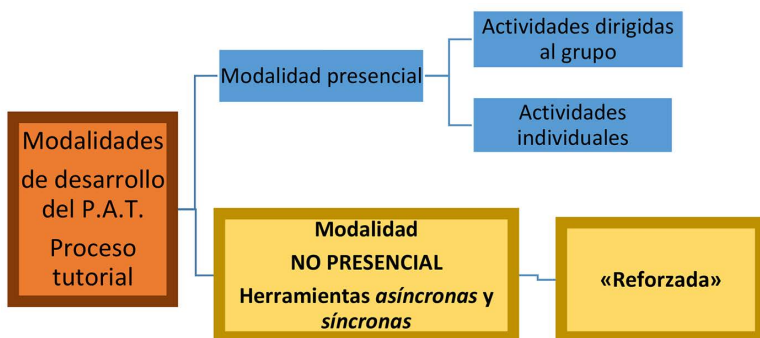 Modalidades
de desarrollo
del P.A.T.
Proceso
tutorial
Modalidad presencial
Actividades dirigidas
al grupo
Actividades
individuales
Modalidad
NO PRESENCIAL
Herramientas asíncronas y
síncronas
«Reforzada»